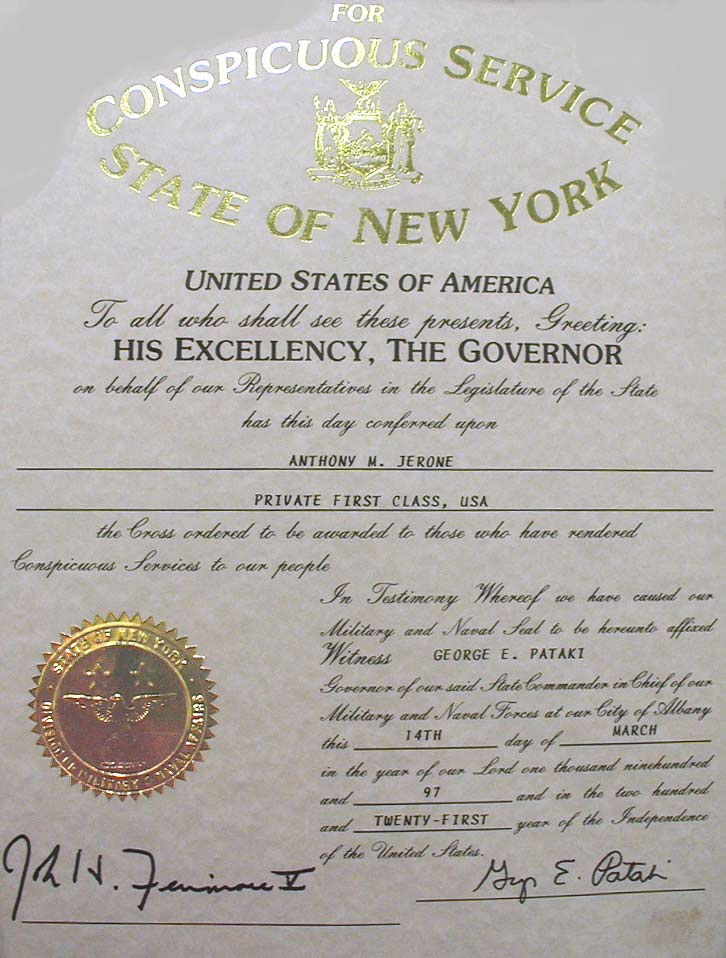 FOR
CONSPICUOUS SERVICE
STATE OF NEW YORK
UNITED STATES OF AMERICA
To all who shall see these presents, Greeting:
HIS EXCELLENCY, THE GOVERNOR
on behalf of our Representatives in the Legislature of the State
has this day conferred upon
ANTHONY M. JERONE
PRIVATE FIRST CLASS, USA
the Cross ordered to be awarded to those who have rendered
Conspicuous Services to our people
In Testimony Whereof we have caused our
Military and Naval Seal to be hereunto affixed
Witness GEORGE E. PATAKI
Governor of our said State Commander in Chief of our
Military and Naval Forces at our City of Albany
this 14TH day of MARCH
in the year of our Lord one thousand ninehundred
and 97 and in the two hundred
and TWENTY-FIRST year of the Independence
of the United States.
STATE OF NEW YORK
DIVISION OF MILITARY & NAVAL AFFAIRS
John H. Fenimore V
George E. Pataki